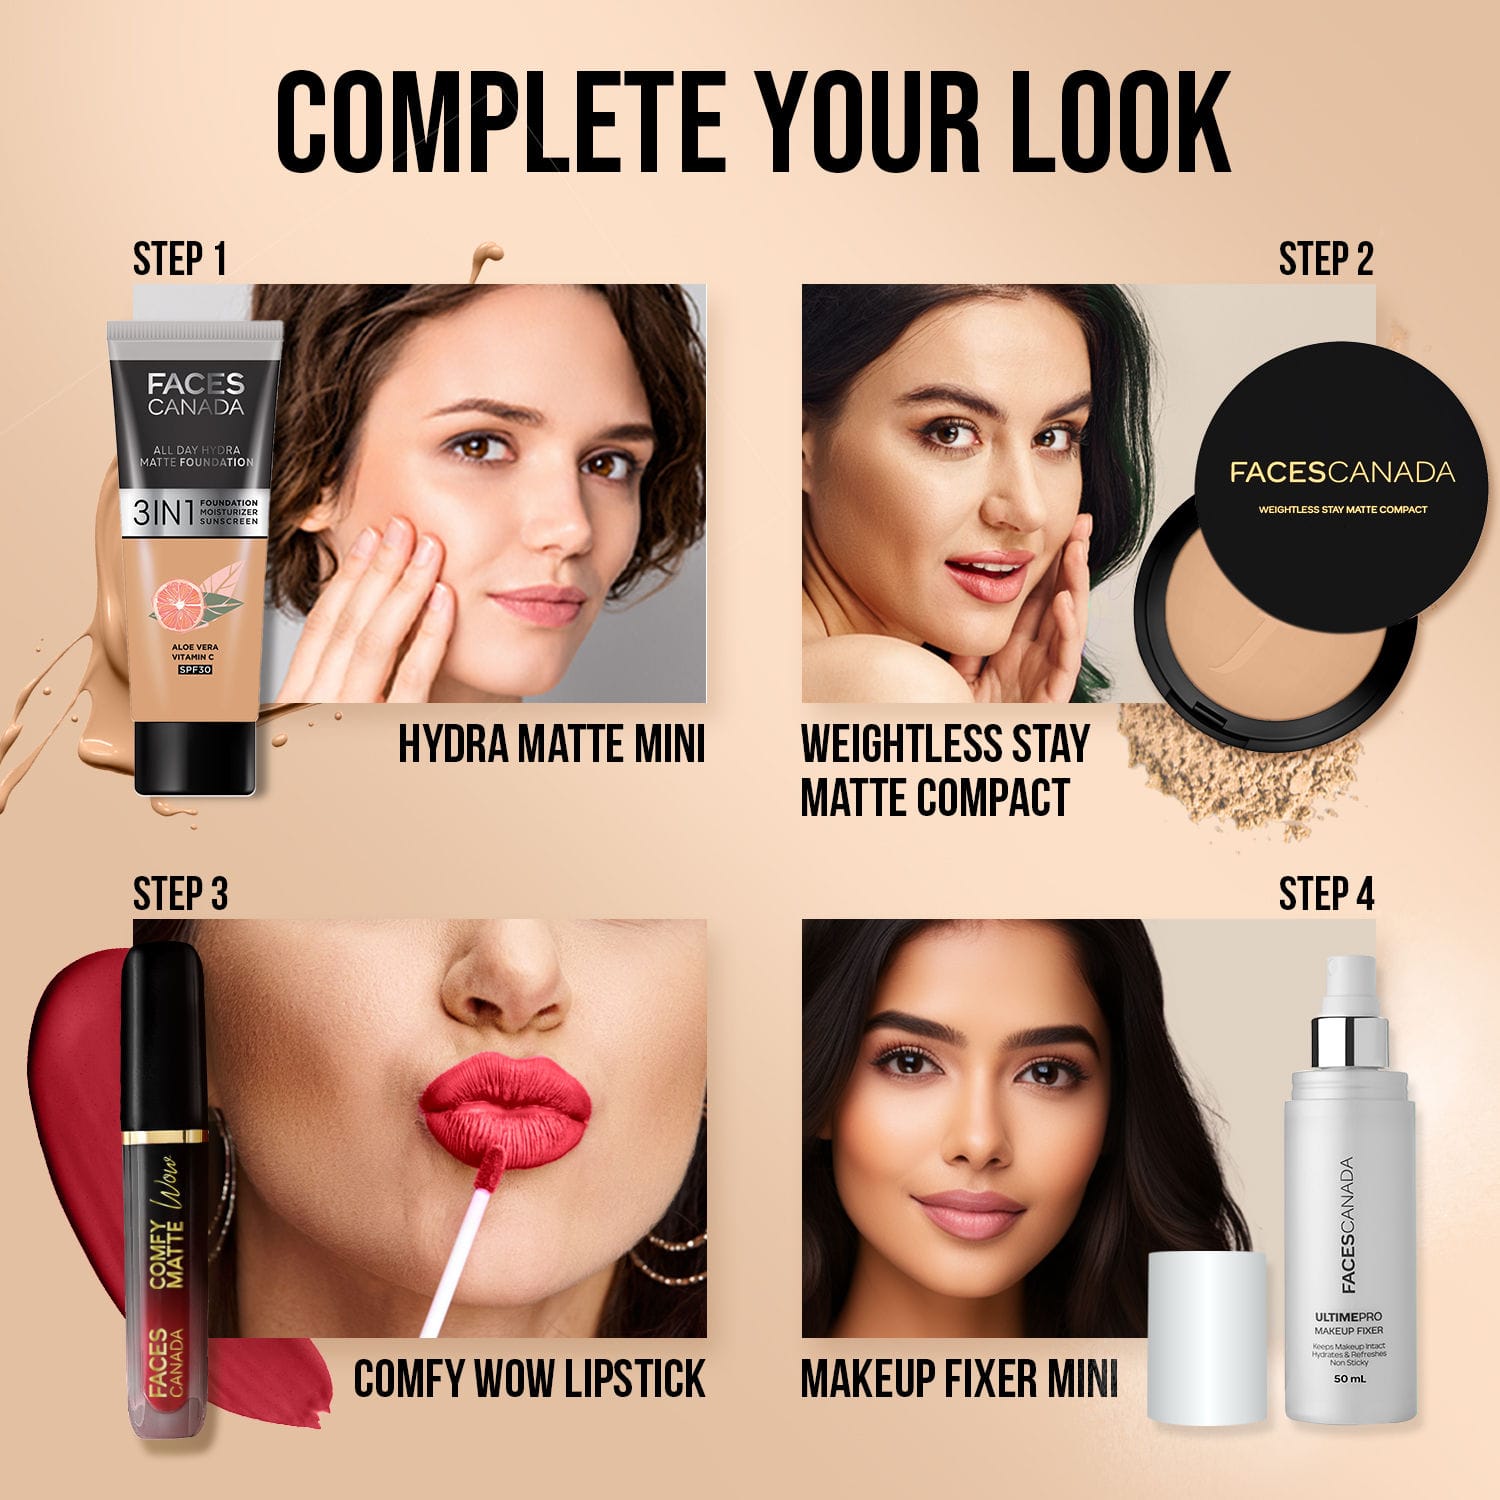 COMPLETE YOUR LOOK
STEP 1
FACES
CANADA
ALL DAY HYDRA
MATTE FOUNDATION
3IN1
FOUNDATION
MOISTURIZER
SUNSCREEN
ALOE VERA
VITAMIN C
SPF30
HYDRA MATTE MINI
STEP 2
FACESCANADA
WEIGHTLESS STAY MATTE COMPACT
WEIGHTLESS STAY
MATTE COMPACT
STEP 3
COMFY
MATTE Wow
FACES
CANADA
COMFY WOW LIPSTICK
STEP 4
FACESCANADA
ULTIMEPRO
MAKEUP FIXER
Keeps Makeup Intact
Hydrates & Refreshes
Non Sticky
50 mL
MAKEUP FIXER MINI